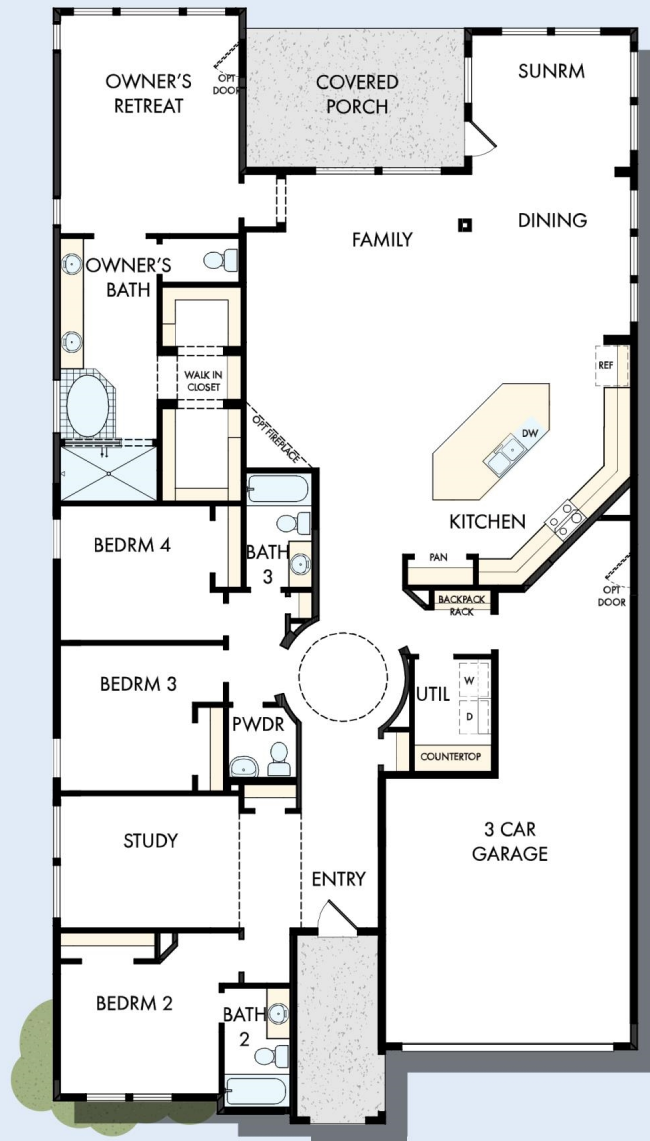 OWNER'S
RETREAT
OPT
DOOR
COVERED
PORCH
SUNRM
FAMILY
DINING
OWNER'S
BATH
WALK IN
CLOSET
REF
OPT FIREPLACE
DW
KITCHEN
BEDRM 4
BATH
3
PAN
BACKPACK
RACK
OPT
DOOR
BEDRM 3
UTIL
W
D
PWDR
COUNTERTOP
STUDY
3 CAR
GARAGE
ENTRY
BEDRM 2
BATH
2